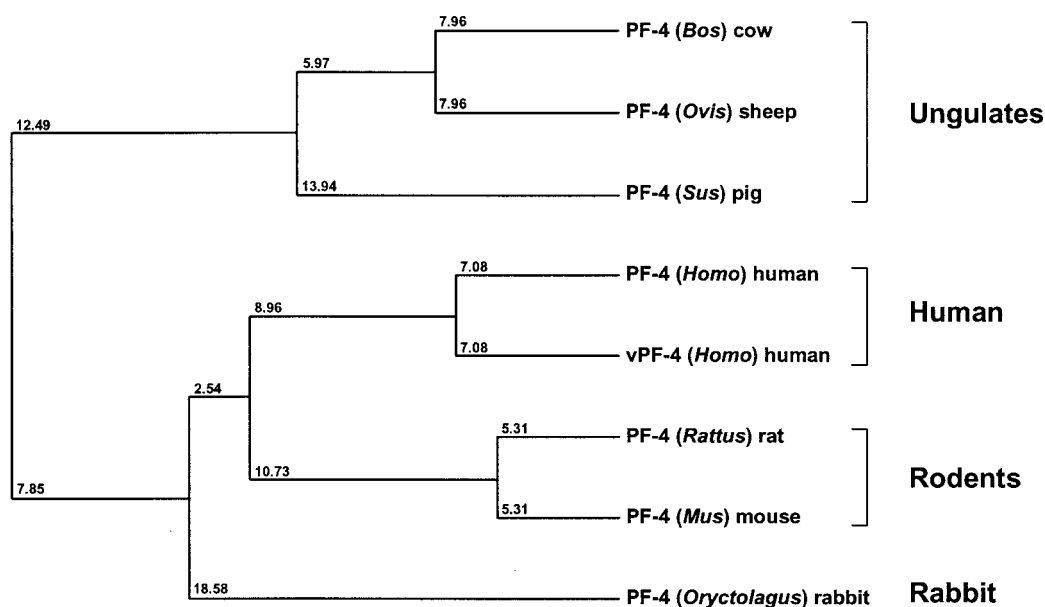 7.96
PF-4 (Bos) cow
5.97
7.96
PF-4 (Ovis) sheep
Ungulates
12.49
13.94
PF-4 (Sus) pig
7.08
PF-4 (Homo) human
8.96
Human
7.08
vPF-4 (Homo) human
2.54
5.31
PF-4 (Rattus) rat
10.73
Rodents
7.85
5.31
PF-4 (Mus) mouse
18.58
PF-4 (Oryctolagus) rabbit
Rabbit